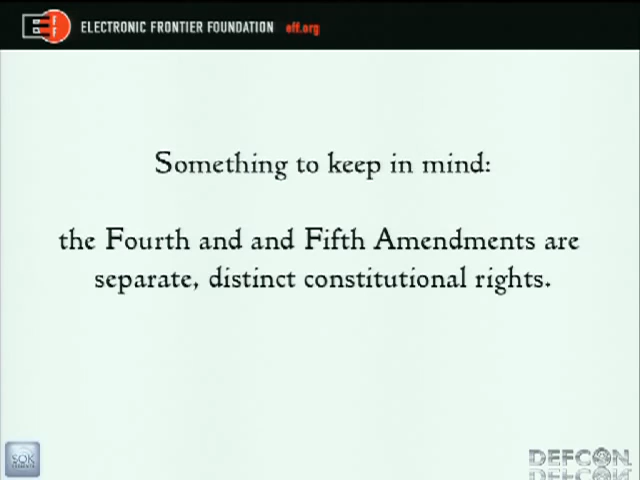 ELECTRONIC FRONTIER FOUNDATION eff.org
Something to keep in mind:
the Fourth and and Fifth Amendments are
separate, distinct constitutional rights.
SOK
DEFCON